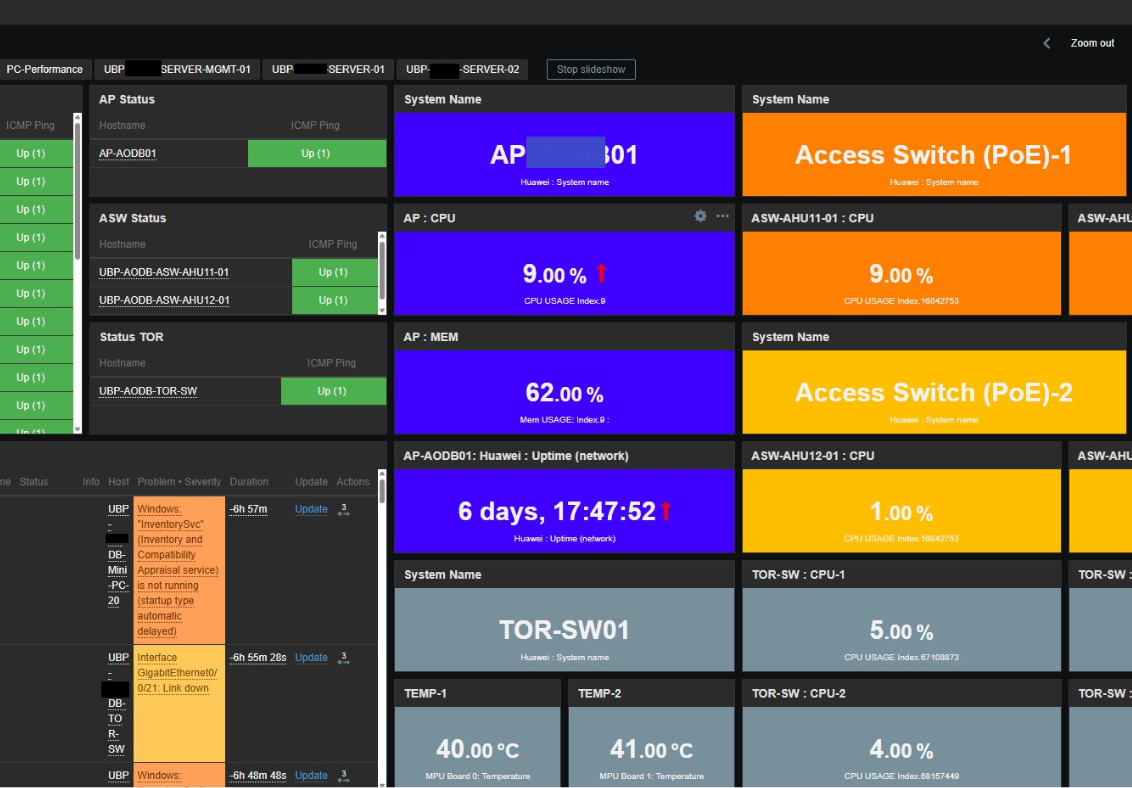 Zoom out
PC-Performance
UBP SERVER-MGMT-01
UBP -SERVER-01
UBP- -SERVER-02
Stop slideshow
ICMP Ping
Up (1)
Up (1)
Up (1)
Up (1)
Up (1)
Up (1)
Up (1)
Up (1)
Up (1)
Up (1)
Up (1)
AP Status
Hostname ICMP Ping
AP-AODB01 Up (1)
ASW Status
Hostname ICMP Ping
UBP-AODB-ASW-AHU11-01 Up (1)
UBP-AODB-ASW-AHU12-01 Up (1)
Status TOR
Hostname ICMP Ping
UBP-AODB-TOR-SW Up (1)
me Status Info Host Problem • Severity Duration Update Actions
UBP
-
DB-
Mini
-PC-
20
Windows:
"InventorySvc"
(Inventory and
Compatibility
Appraisal service)
is not running
(startup type
automatic
delayed)
-6h 57m
Update
3
UBP
-
DB-
TO
R-
SW
Interface
GigabitEthernet0/
0/21: Link down
-6h 55m 28s
Update
3
UBP
Windows:
-6h 48m 48s
Update
3
System Name
AP 01
Huawei : System name
AP : CPU
9.00 %
CPU USAGE Index.9
AP : MEM
62.00 %
Mem USAGE: Index.9 :
AP-AODB01: Huawei : Uptime (network)
6 days, 17:47:52
Huawei : Uptime (network)
System Name
TOR-SW01
Huawei : System name
TEMP-1
40.00 °C
MPU Board 0: Temperature
TEMP-2
41.00 °C
MPU Board 1: Temperature
System Name
Access Switch (PoE)-1
Huawei : System name
ASW-AHU11-01 : CPU
9.00 %
CPU USAGE Index.16842753
ASW-AHU
System Name
Access Switch (PoE)-2
Huawei : System name
ASW-AHU12-01 : CPU
1.00 %
CPU USAGE Index.16842753
ASW-AHU
TOR-SW : CPU-1
5.00 %
CPU USAGE Index.67108873
TOR-SW :
TOR-SW : CPU-2
4.00 %
CPU USAGE Index.68157449
TOR-SW :